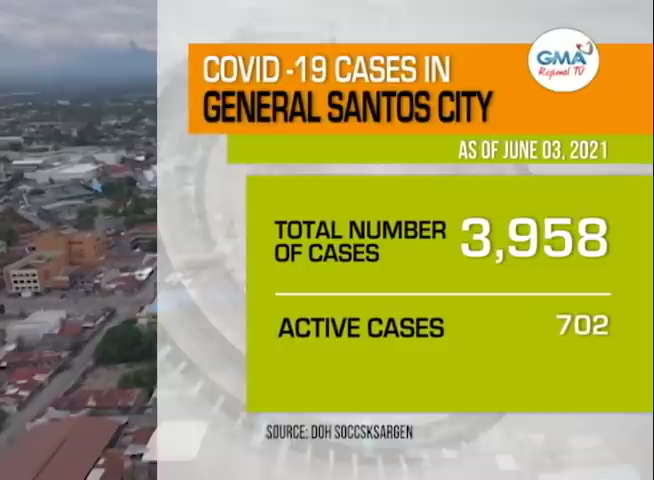 GMA
Regional TV
COVID -19 CASES IN
GENERAL SANTOS CITY
AS OF JUNE 03, 2021
TOTAL NUMBER
OF CASES
3,958
ACTIVE CASES
702
SOURCE: DOH SOCCSKSARGEN